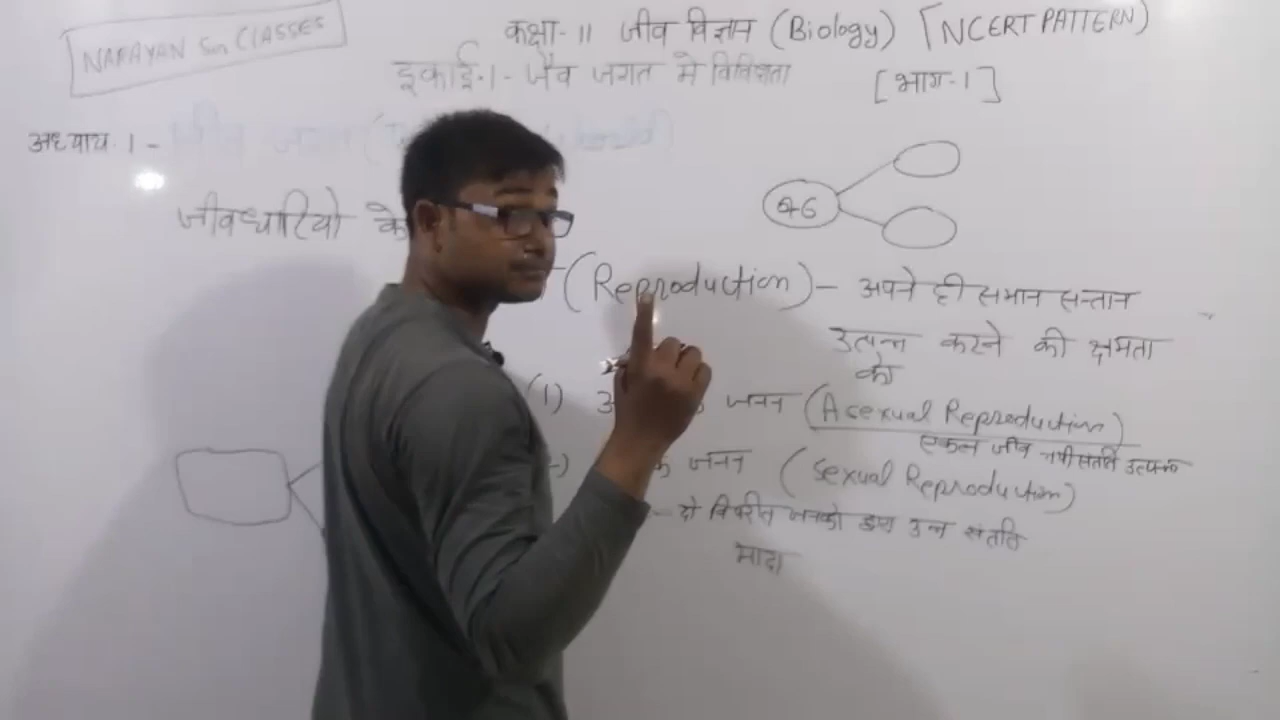 NARAYAN Sm CLASSES
कक्षा-11 जीव विज्ञान (Biology) [NCERT PATTERN)
इकाई-1- जैव जगत मे विविधता [भाग-1]
अध्याय-1- जीव जगत (
46
जीवधारियो के
(Reproduction) - अपने ही समान सन्तान
उत्पन्न करने की क्षमता
को
(1) जनन (Asexual Reproduction)
एकल जीव नयी संतति उत्पन्न
जनन (Sexual Reproduction)
- दो विपरीत जनको द्वारा उत्पन्न संतति
मादा